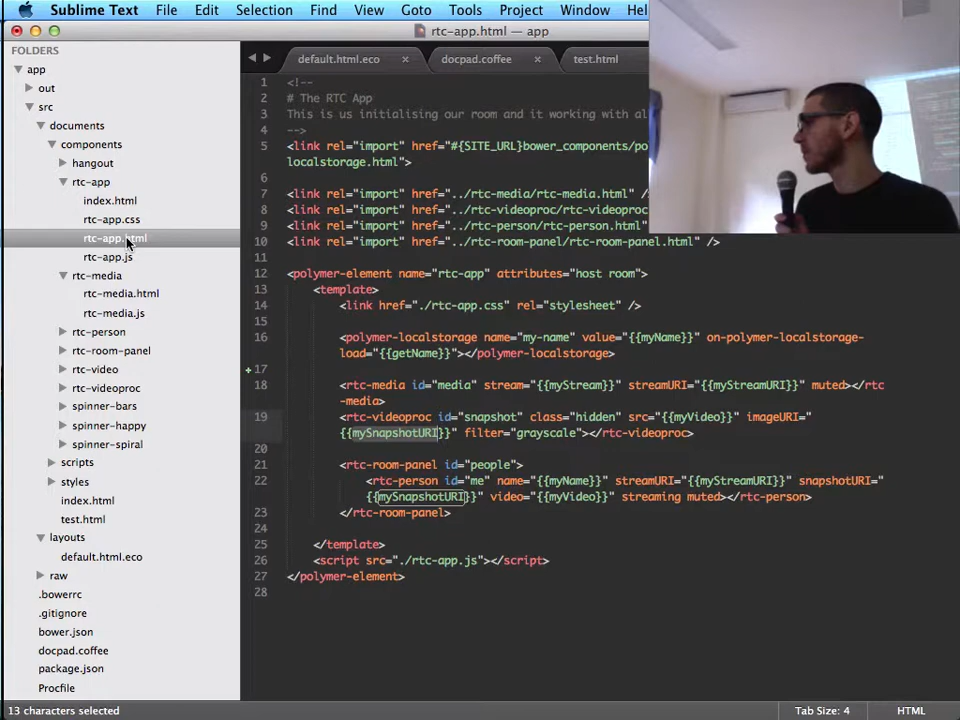 Sublime Text File Edit Selection Find View Goto Tools Project Window Hel
rtc-app.html — app
FOLDERS
app
out
src
documents
components
hangout
rtc-app
index.html
rtc-app.css
rtc-app.html
rtc-app.js
rtc-media
rtc-media.html
rtc-media.js
rtc-person
rtc-room-panel
rtc-video
rtc-videoproc
spinner-bars
spinner-happy
spinner-spiral
scripts
styles
index.html
test.html
layouts
default.html.eco
raw
.bowerrc
.gitignore
bower.json
docpad.coffee
package.json
Procfile
default.html.eco × docpad.coffee × test.html
1 <!--
2 # The RTC App
3 This is us initialising our room and it working with al
4 -->
5 <link rel="import" href="#{SITE_URL}bower_components/po
localstorage.html">
6
7 <link rel="import" href="../rtc-media/rtc-media.html" /
8 <link rel="import" href="../rtc-videoproc/rtc-videoproc
9 <link rel="import" href="../rtc-person/rtc-person.html"
10 <link rel="import" href="../rtc-room-panel/rtc-room-panel.html" />
11
12 <polymer-element name="rtc-app" attributes="host room">
13 <template>
14 <link href="./rtc-app.css" rel="stylesheet" />
15
16 <polymer-localstorage name="my-name" value="{{myName}}" on-polymer-localstorage-
load="{{getName}}"></polymer-localstorage>
17
18 <rtc-media id="media" stream="{{myStream}}" streamURI="{{myStreamURI}}" muted></rtc
-media>
19 <rtc-videoproc id="snapshot" class="hidden" src="{{myVideo}}" imageURI="
{{mySnapshotURI}}" filter="grayscale"></rtc-videoproc>
20
21 <rtc-room-panel id="people">
22 <rtc-person id="me" name="{{myName}}" streamURI="{{myStreamURI}}" snapshotURI="
{{mySnapshotURI}}" video="{{myVideo}}" streaming muted></rtc-person>
23 </rtc-room-panel>
24
25 </template>
26 <script src="./rtc-app.js"></script>
27 </polymer-element>
28
13 characters selected Tab Size: 4 HTML